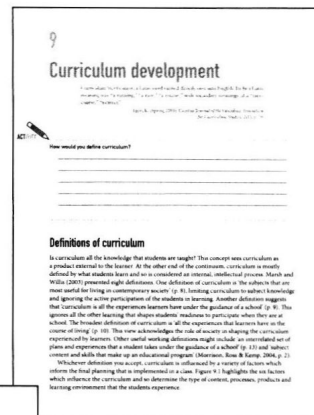 9
Curriculum development
ACTIVITY
How would you define curriculum?
Definitions of curriculum
Is curriculum all the knowledge that students are taught? This concept sees curriculum as
a product external to the learner. At the other end of the continuum, curriculum is mostly
defined by what students learn and so is considered an internal, intellectual process. Marsh and
Willis (2003) presented eight definitions. One definition of curriculum is 'the subjects that are
most useful for living in contemporary society' (p. 8), limiting curriculum to subject knowledge
and ignoring the active participation of the students in learning. Another definition suggests
that 'curriculum is all the experiences learners have under the guidance of a school' (p. 9). This
ignores all the other learning that shapes students' readiness to participate when they are at
school. The broadest definition of curriculum is 'all the experiences that learners have in the
course of living' (p. 10). This view acknowledges the role of society in shaping the curriculum
experienced by learners. Other useful working definitions might include 'an interrelated set of
plans and experiences that a student takes under the guidance of a school' (p. 13) and 'subject
content and skills that make up an educational program' (Morrison, Ross & Kemp, 2004, p. 2).
Whichever definition you accept, curriculum is influenced by a variety of factors which
inform the final planning that is implemented in a class. Figure 9.1 highlights the six factors
which influence the curriculum and so determine the type of content, processes, products and
learning environment that the students experience.